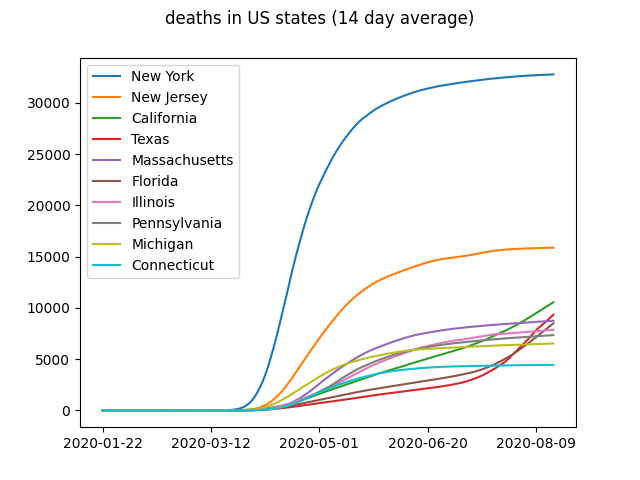 deaths in US states (14 day average)
New York
New Jersey
California
Texas
Massachusetts
Florida
Illinois
Pennsylvania
Michigan
Connecticut
30000
25000
20000
15000
10000
5000
0
2020-01-22 2020-03-12 2020-05-01 2020-06-20 2020-08-09